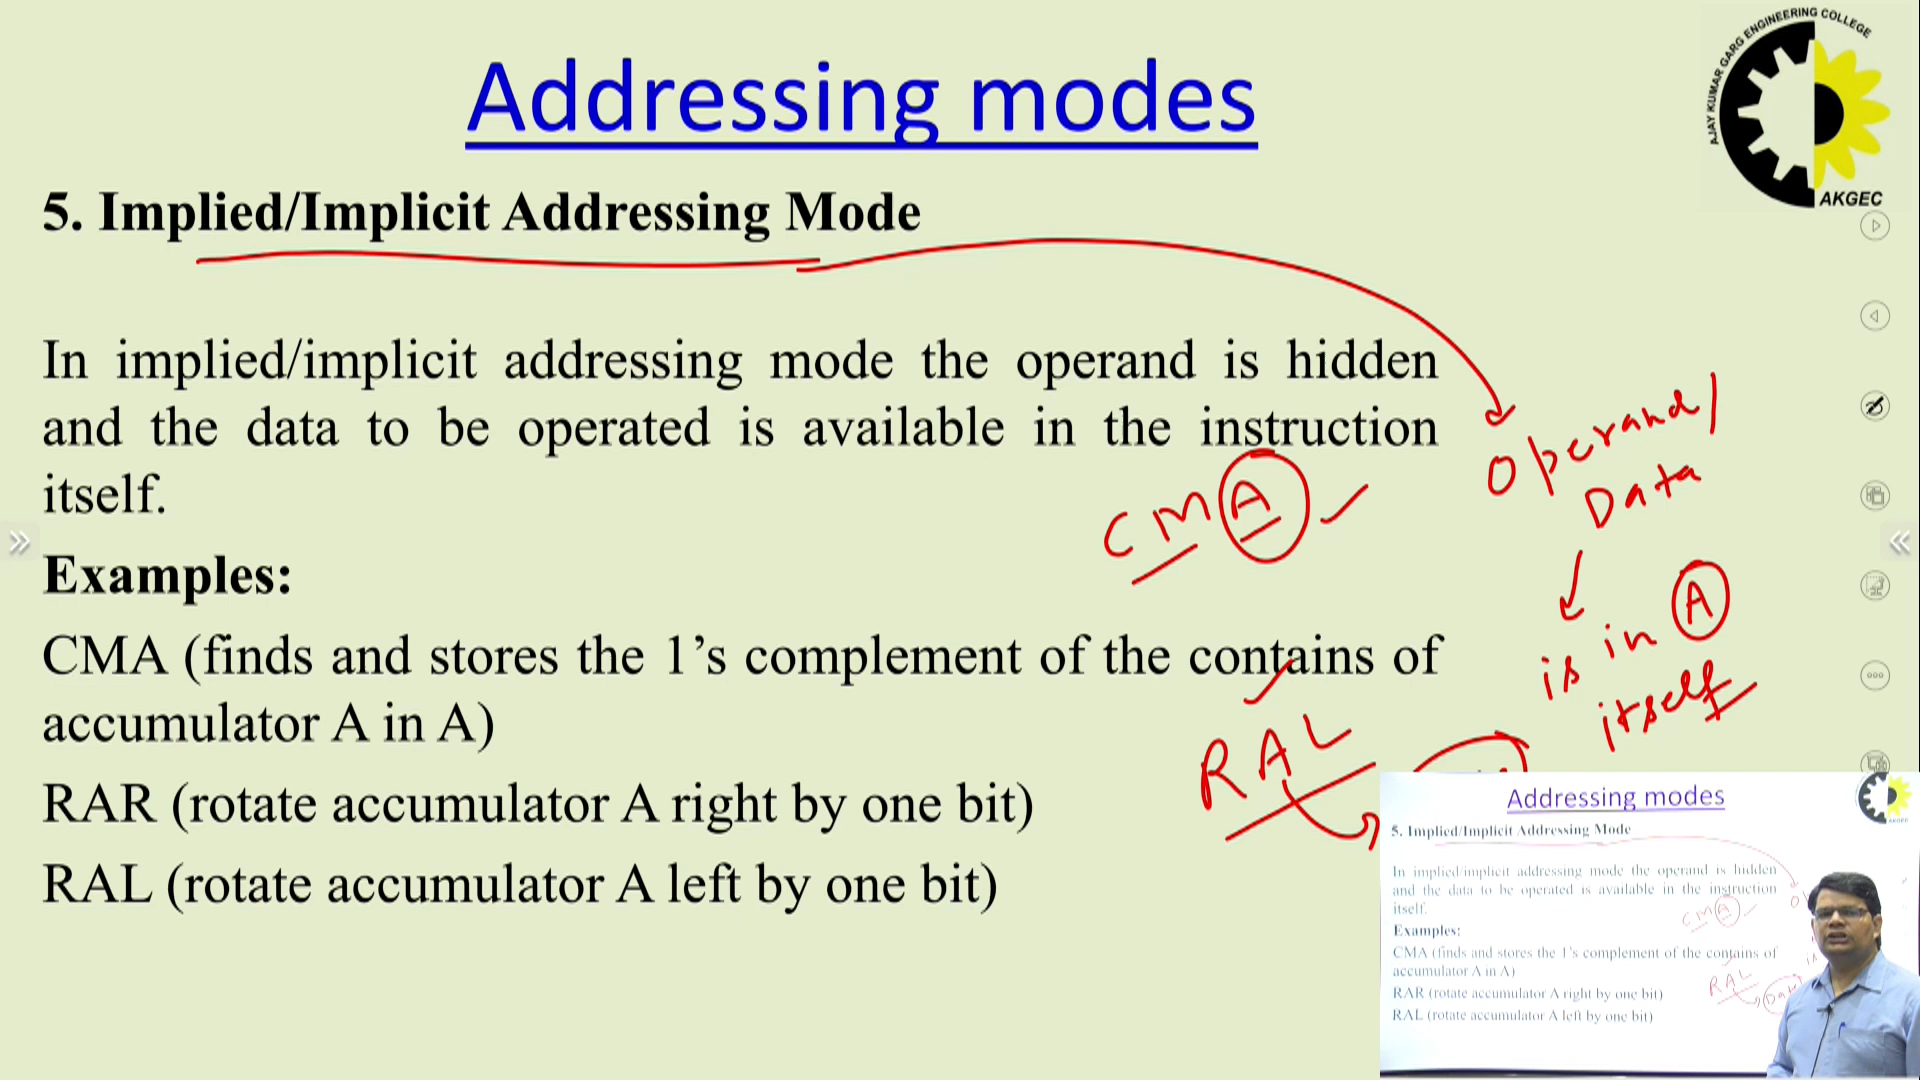 Addressing modes
AJAY KUMAR GARG ENGINEERING COLLEGE
AKGEC
5. Implied/Implicit Addressing Mode
In implied/implicit addressing mode the operand is hidden
and the data to be operated is available in the instruction
itself.
Operand/
Data
is in A
itself
CMA
Examples:
CMA (finds and stores the 1's complement of the contains of
accumulator A in A)
RAL
RAR (rotate accumulator A right by one bit)
RAL (rotate accumulator A left by one bit)
Addressing modes
5. Implied/Implicit Addressing Mode
In implied/implicit addressing mode the operand is hidden
and the data to be operated is available in the instruction
itself.
CMA
Examples:
CMA (finds and stores the 1's complement of the contains of
accumulator A in A)
RAL
RAR (rotate accumulator A right by one bit)
RAL (rotate accumulator A left by one bit)